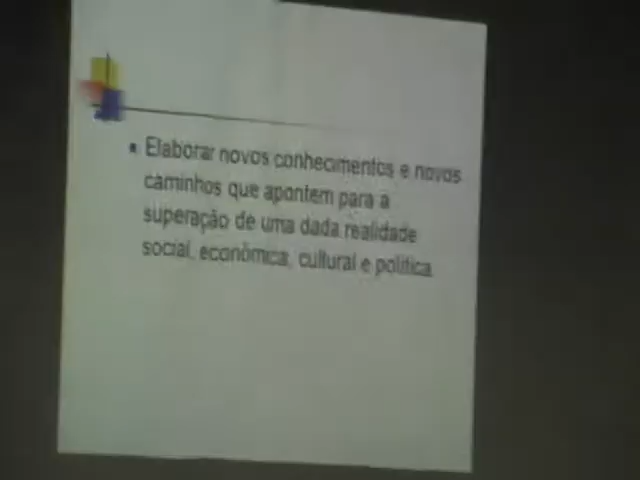 Elaborar novos conhecimentos e novos
caminhos que apontem para a
superação de uma dada realidade
social, econômica, cultural e política